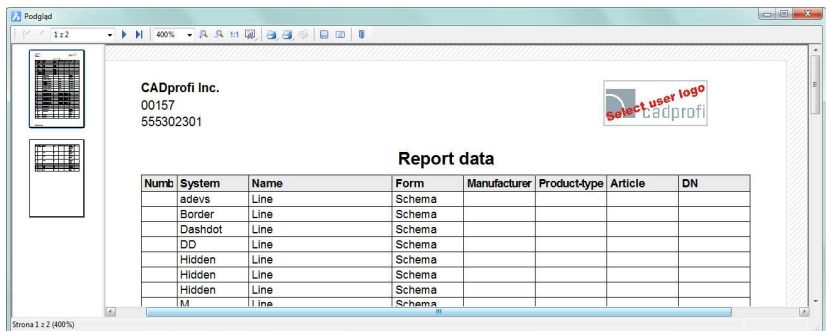 Podgląd
1 z 2 400% 1:1
CADprofi Inc.
00157
555302301
Select user logo
cadprofi
Report data
Numb System Name Form Manufacturer Product-type Article DN
adevs Line Schema
Border Line Schema
Dashdot Line Schema
DD Line Schema
Hidden Line Schema
Hidden Line Schema
Hidden Line Schema
M Line Schema
Strona 1 z 2 (400%)